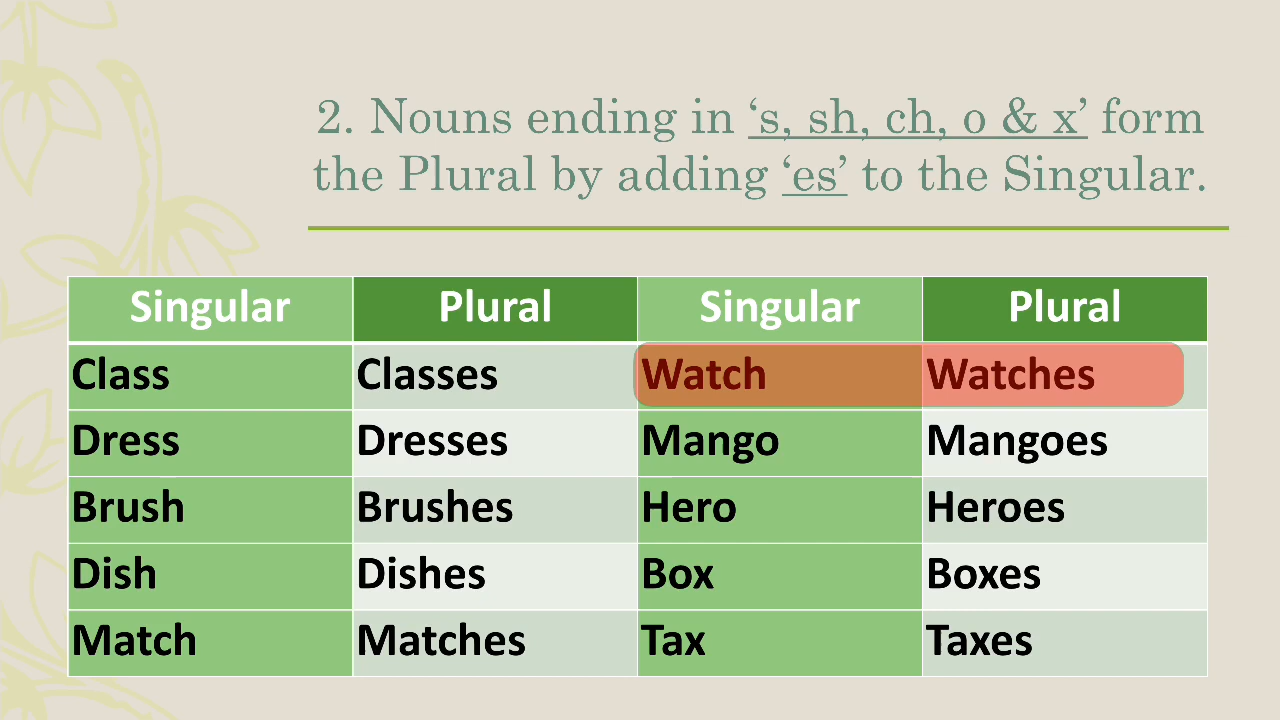 2. Nouns ending in ‘s, sh, ch, o & x’ form
the Plural by adding ‘es’ to the Singular.
Singular Plural Singular Plural
Class Classes Watch Watches
Dress Dresses Mango Mangoes
Brush Brushes Hero Heroes
Dish Dishes Box Boxes
Match Matches Tax Taxes